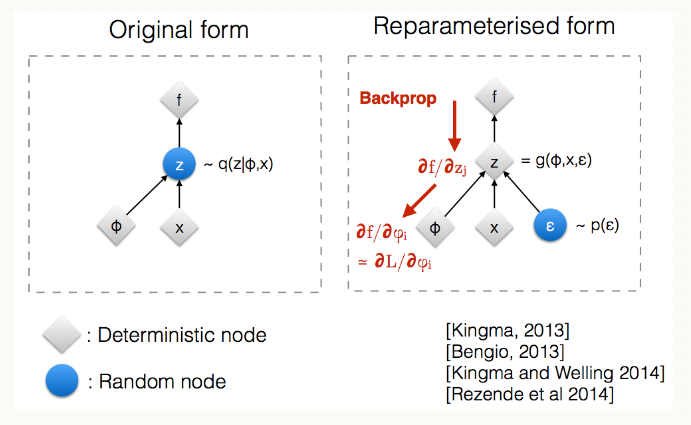 Original form
Reparameterised form
f
z
~ q(z|ϕ,x)
ϕ
x
Backprop
f
∂f/∂zⱼ
z
= g(ϕ,x,ε)
∂f/∂φᵢ
≃ ∂L/∂φᵢ
ϕ
x
ε
~ p(ε)
: Deterministic node
: Random node
[Kingma, 2013]
[Bengio, 2013]
[Kingma and Welling 2014]
[Rezende et al 2014]